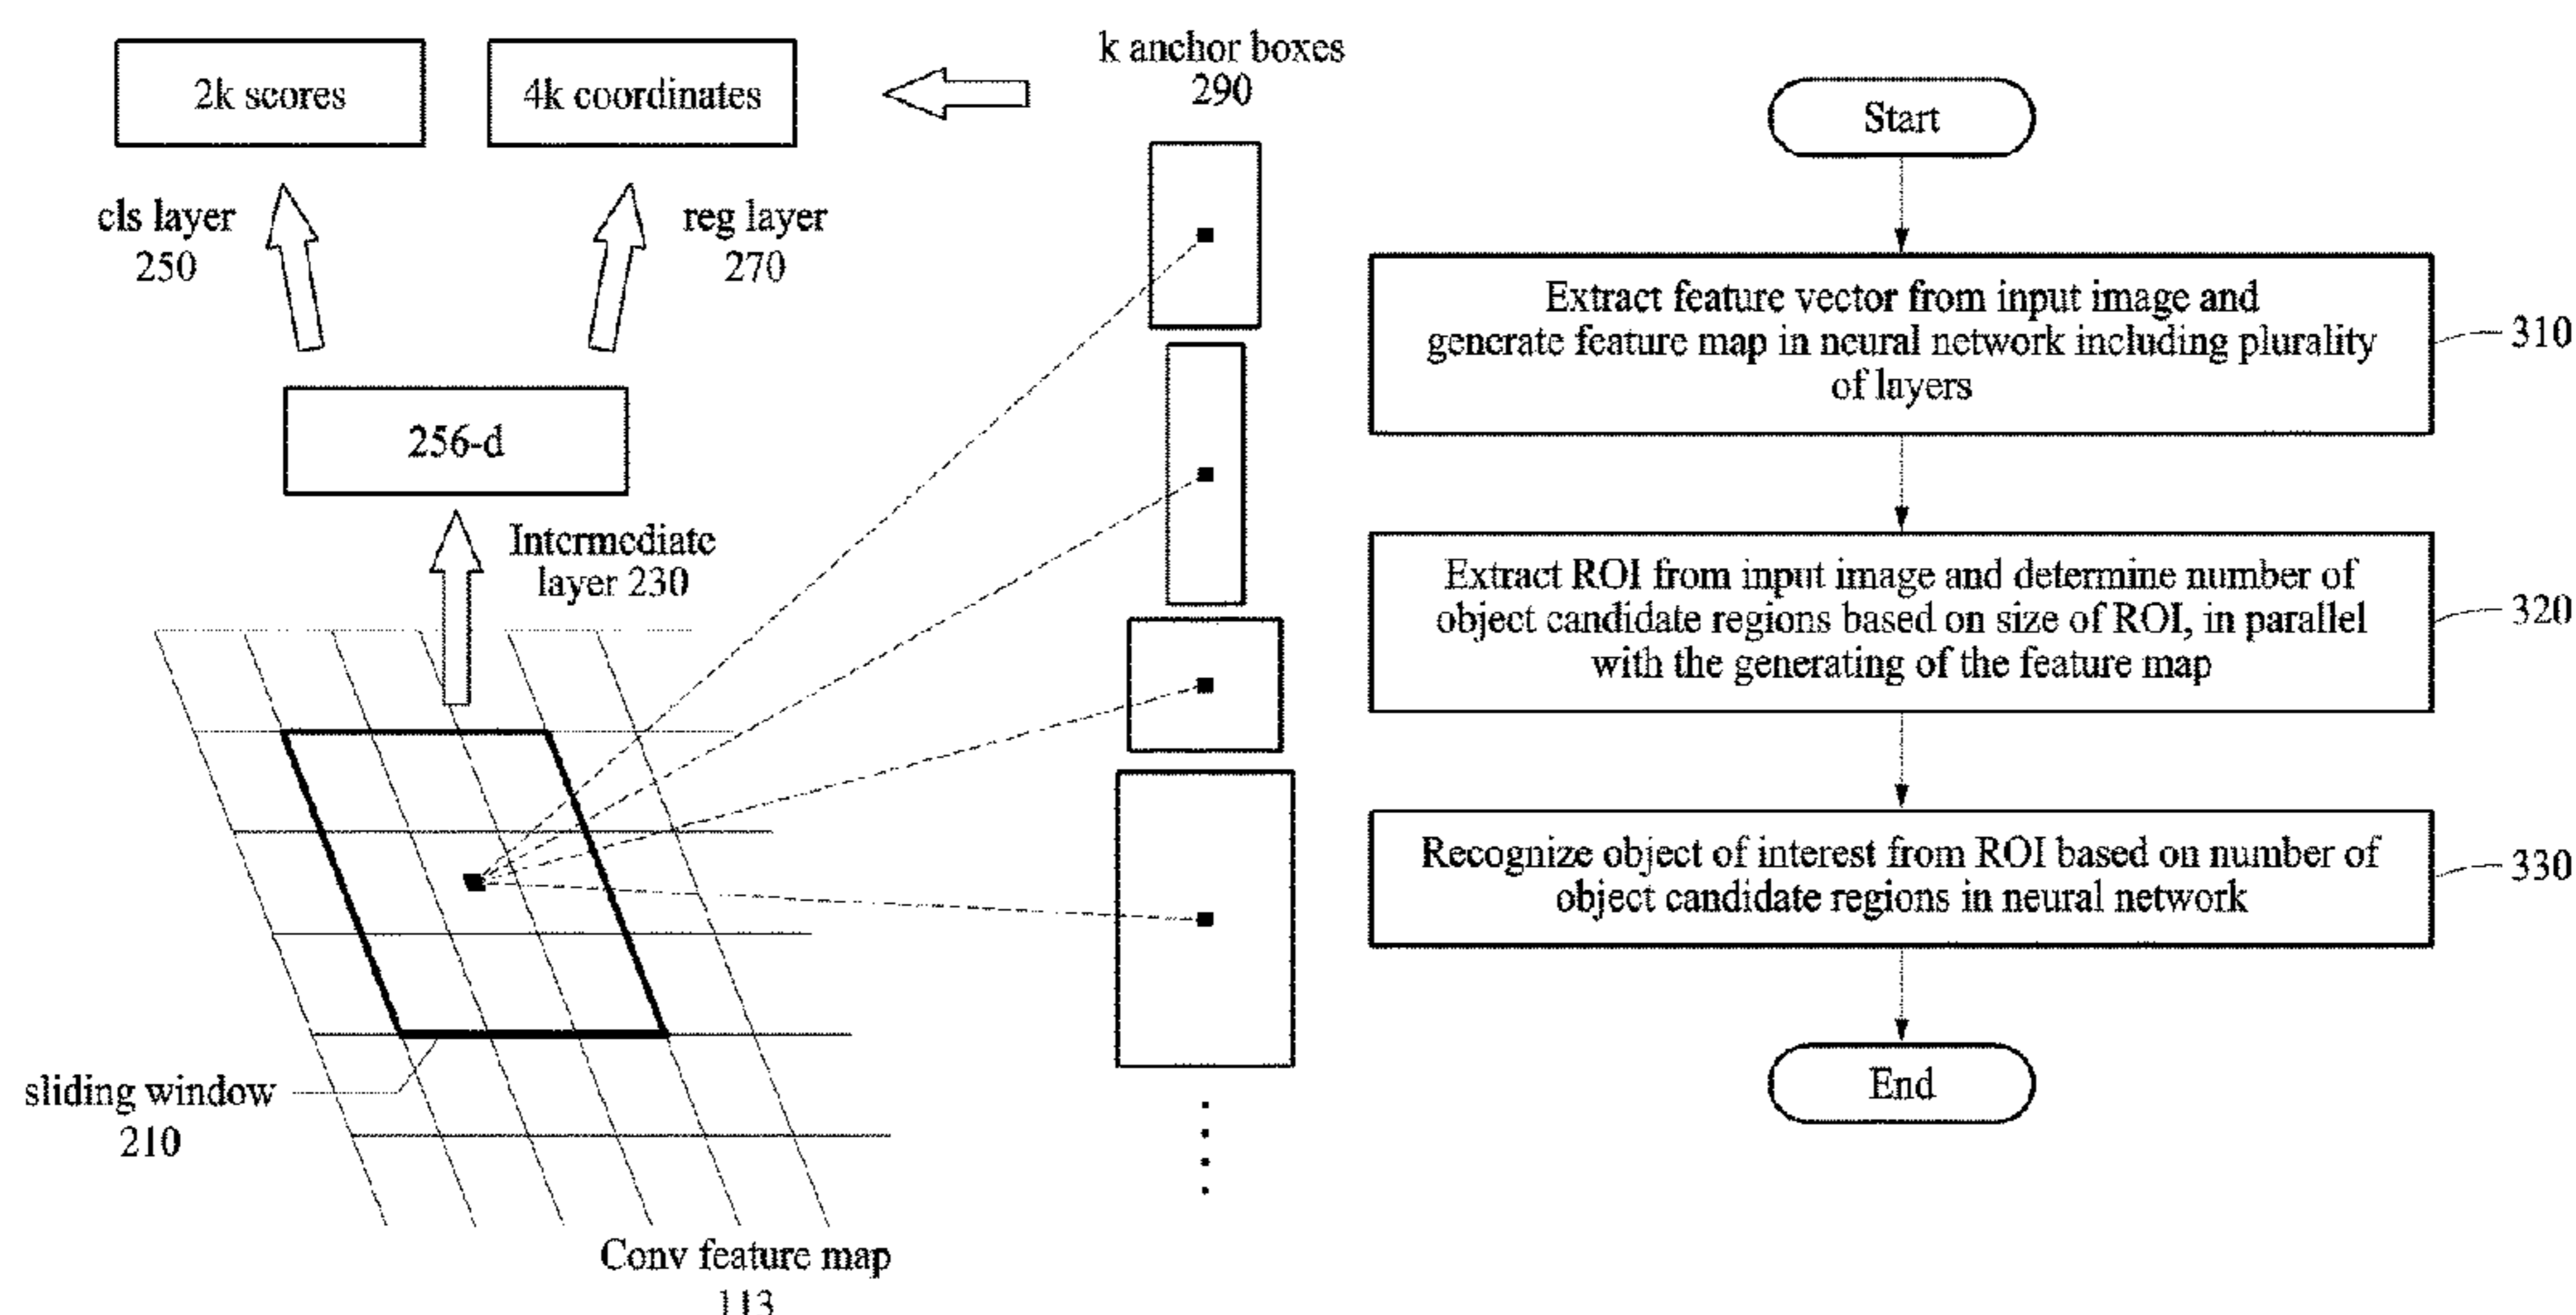 2k scores
4k coordinates
k anchor boxes
290
cls layer
250
reg layer
270
256-d
Intermediate
layer 230
sliding window
210
Conv feature map
113
Start
Extract feature vector from input image and
generate feature map in neural network including plurality
of layers
310
Extract ROI from input image and determine number of
object candidate regions based on size of ROI, in parallel
with the generating of the feature map
320
Recognize object of interest from ROI based on number of
object candidate regions in neural network
330
End